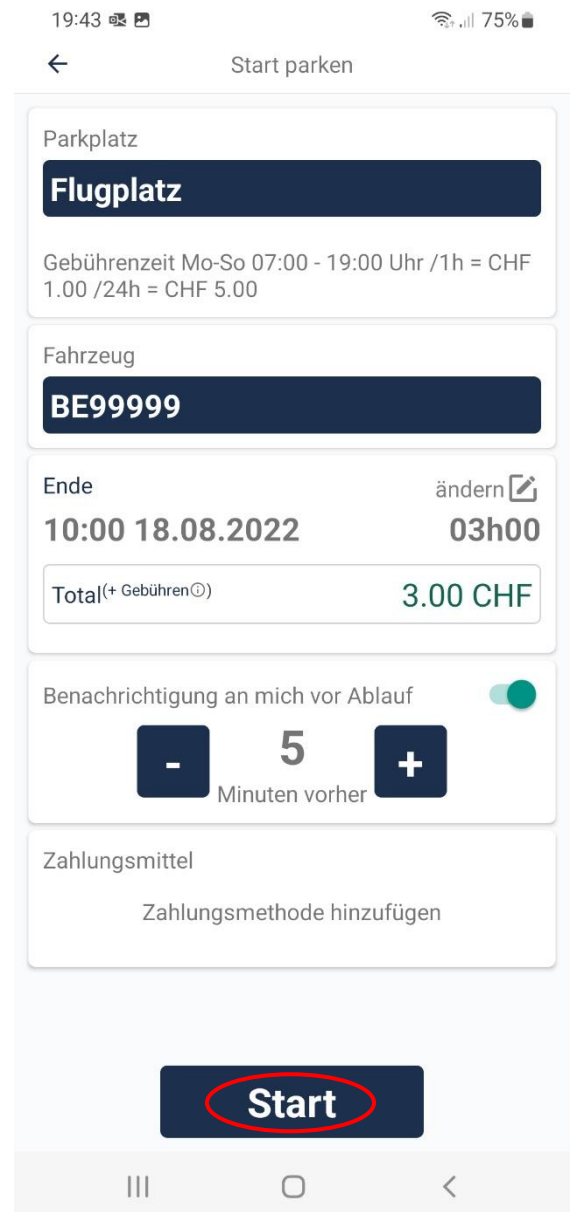 19:43
75%
Start parken
Parkplatz
Flugplatz
Gebührenzeit Mo-So 07:00 - 19:00 Uhr /1h = CHF
1.00 /24h = CHF 5.00
Fahrzeug
BE99999
Ende
ändern
10:00 18.08.2022
03h00
Total(+ Gebührenⓘ)
3.00 CHF
Benachrichtigung an mich vor Ablauf
- 5 +
Minuten vorher
Zahlungsmittel
Zahlungsmethode hinzufügen
Start